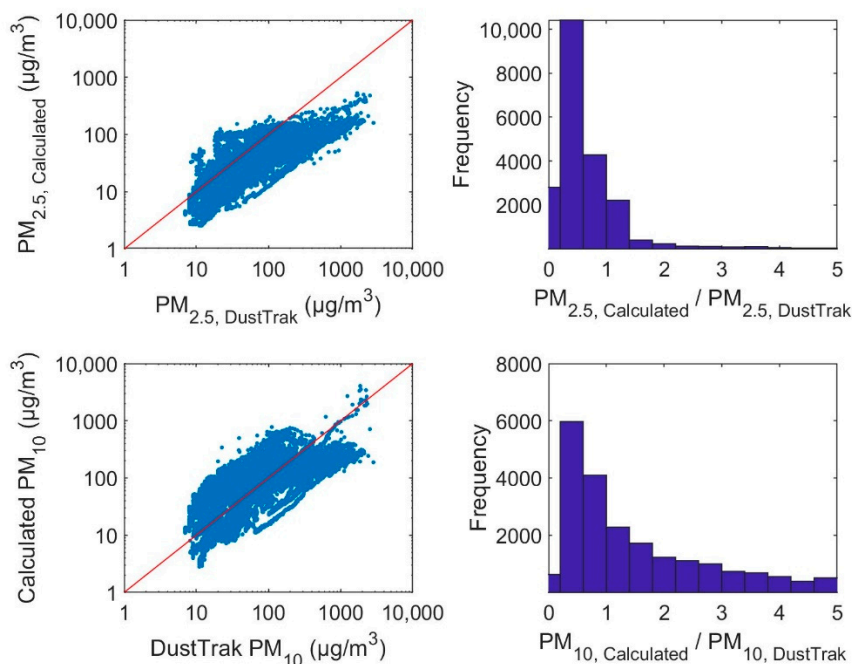 10,000
1000
100
10
1
PM2.5, Calculated (µg/m³)
1 10 100 1000 10,000
PM2.5, DustTrak (µg/m³)
10,000
8000
6000
4000
2000
Frequency
0 1 2 3 4 5
PM2.5, Calculated / PM2.5, DustTrak
10,000
1000
100
10
1
Calculated PM10 (µg/m³)
1 10 100 1000 10,000
DustTrak PM10 (µg/m³)
8000
6000
4000
2000
Frequency
0 1 2 3 4 5
PM10, Calculated / PM10, DustTrak